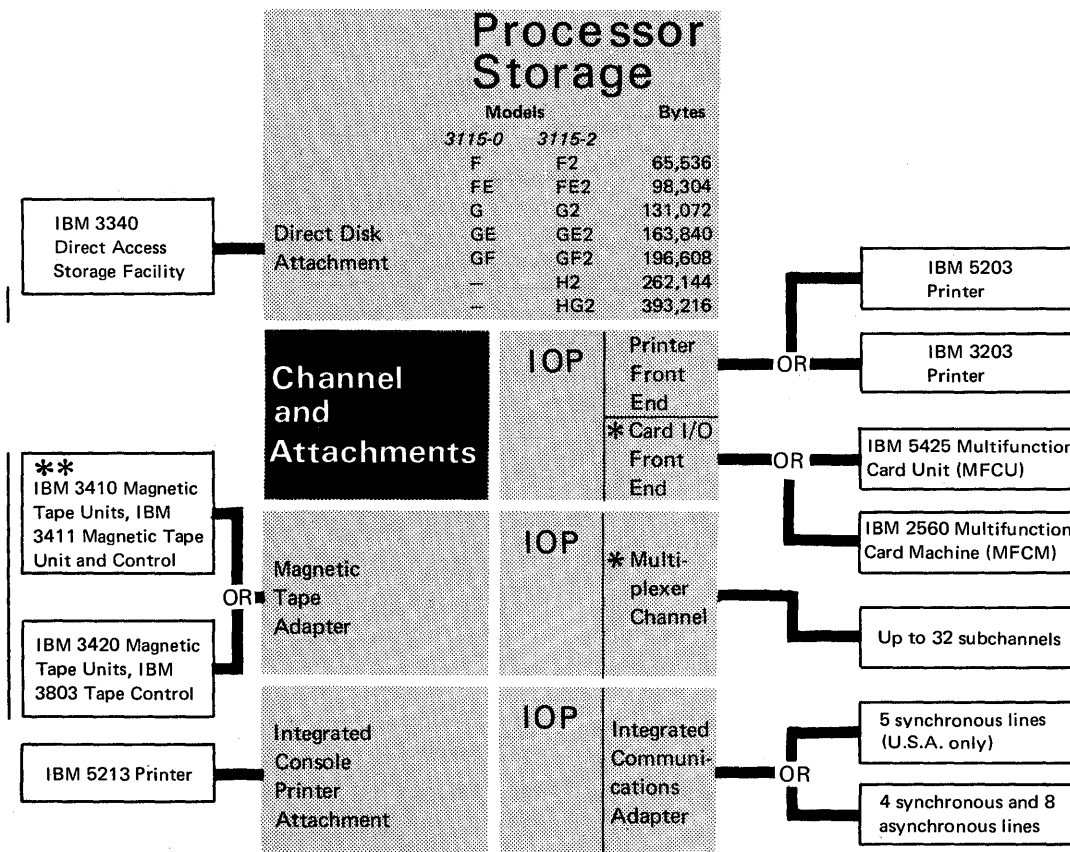 Processor
Storage
Models Bytes
3115-0 3115-2
F F2 65,536
FE FE2 98,304
G G2 131,072
GE GE2 163,840
GF GF2 196,608
– H2 262,144
– HG2 393,216
Direct Disk
Attachment
IBM 3340
Direct Access
Storage Facility
Channel
and
Attachments
IOP
Printer
Front
End
* Card I/O
Front
End
OR
IBM 5203
Printer
IBM 3203
Printer
OR
IBM 5425 Multifunction
Card Unit (MFCU)
IBM 2560 Multifunction
Card Machine (MFCM)
**
IBM 3410 Magnetic
Tape Units, IBM
3411 Magnetic Tape
Unit and Control
OR
IBM 3420 Magnetic
Tape Units, IBM
3803 Tape Control
Magnetic
Tape
Adapter
IOP
* Multi-
plexer
Channel
Up to 32 subchannels
IBM 5213 Printer
Integrated
Console
Printer
Attachment
IOP
Integrated
Communi-
cations
Adapter
OR
5 synchronous lines
(U.S.A. only)
4 synchronous and 8
asynchronous lines